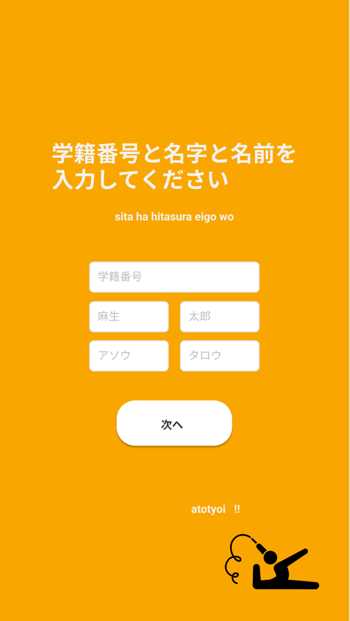 学籍番号と名字と名前を
入力してください
sita ha hitasura eigo wo
学籍番号
麻生 太郎
アソウ タロウ
次へ
atotyoi !!